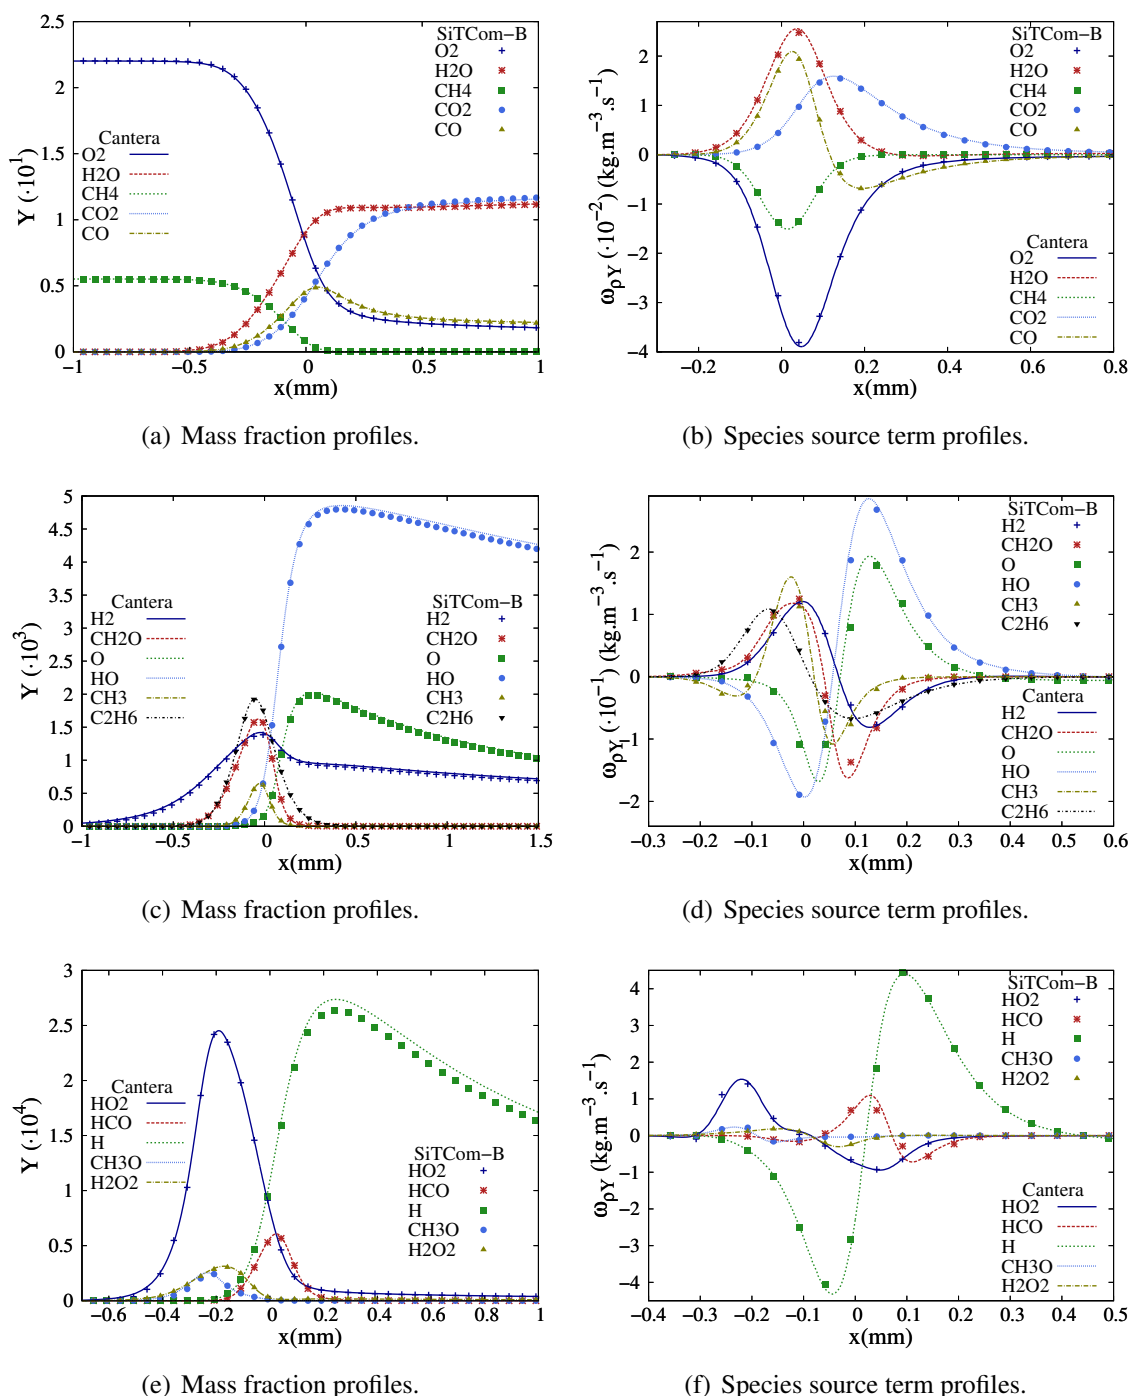 2.5
2
1.5
1
0.5
0
Y (·10¹)
−1
−0.5
0
0.5
1
x(mm)
SiTCom−B
O2
H2O
CH4
CO2
CO
Cantera
O2
H2O
CH4
CO2
CO
(a) Mass fraction profiles.
2
1
0
−1
−2
−3
−4
ωρY (·10⁻²) (kg.m⁻³.s⁻¹)
−0.2
0
0.2
0.4
0.6
0.8
x(mm)
SiTCom−B
O2
H2O
CH4
CO2
CO
Cantera
O2
H2O
CH4
CO2
CO
(b) Species source term profiles.
5
4.5
4
3.5
3
2.5
2
1.5
1
0.5
0
Y (·10³)
−1
−0.5
0
0.5
1
1.5
x(mm)
Cantera
H2
CH2O
O
HO
CH3
C2H6
SiTCom−B
H2
CH2O
O
HO
CH3
C2H6
(c) Mass fraction profiles.
2
1
0
−1
−2
ωρYI (·10⁻¹) (kg.m⁻³.s⁻¹)
−0.3
−0.2
−0.1
0
0.1
0.2
0.3
0.4
0.5
0.6
x(mm)
SiTCom−B
H2
CH2O
O
HO
CH3
C2H6
Cantera
H2
CH2O
O
HO
CH3
C2H6
(d) Species source term profiles.
3
2.5
2
1.5
1
0.5
0
Y (·10⁴)
−0.6
−0.4
−0.2
0
0.2
0.4
0.6
0.8
1
x(mm)
Cantera
HO2
HCO
H
CH3O
H2O2
SiTCom−B
HO2
HCO
H
CH3O
H2O2
(e) Mass fraction profiles.
4
3
2
1
0
−1
−2
−3
−4
ωρY (kg.m⁻³.s⁻¹)
−0.4
−0.3
−0.2
−0.1
0
0.1
0.2
0.3
0.4
0.5
x(mm)
SiTCom−B
HO2
HCO
H
CH3O
H2O2
Cantera
HO2
HCO
H
CH3O
H2O2
(f) Species source term profiles.